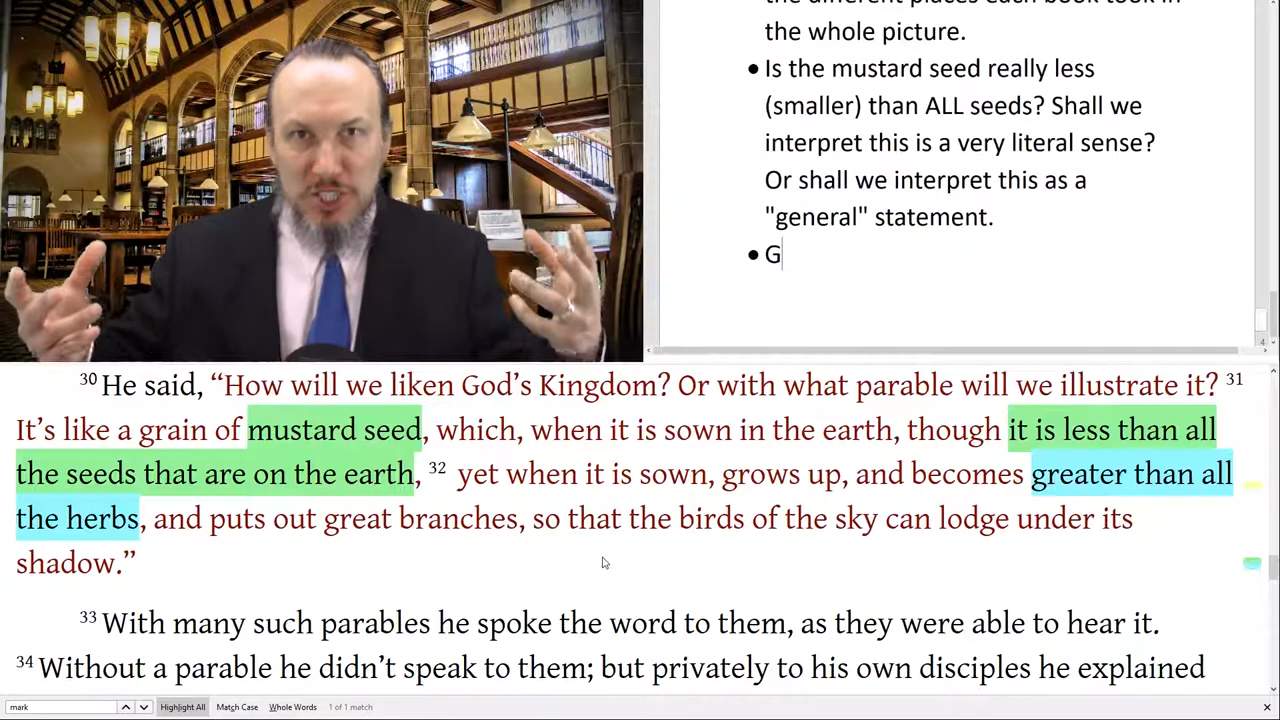 the different places each book took in
the whole picture.
• Is the mustard seed really less
(smaller) than ALL seeds? Shall we
interpret this is a very literal sense?
Or shall we interpret this as a
"general" statement.
• G
30 He said, “How will we liken God’s Kingdom? Or with what parable will we illustrate it? 31
It’s like a grain of mustard seed, which, when it is sown in the earth, though it is less than all
the seeds that are on the earth, 32 yet when it is sown, grows up, and becomes greater than all
the herbs, and puts out great branches, so that the birds of the sky can lodge under its
shadow.”
33 With many such parables he spoke the word to them, as they were able to hear it.
34 Without a parable he didn’t speak to them; but privately to his own disciples he explained
mark Highlight All Match Case Whole Words 1 of 1 match